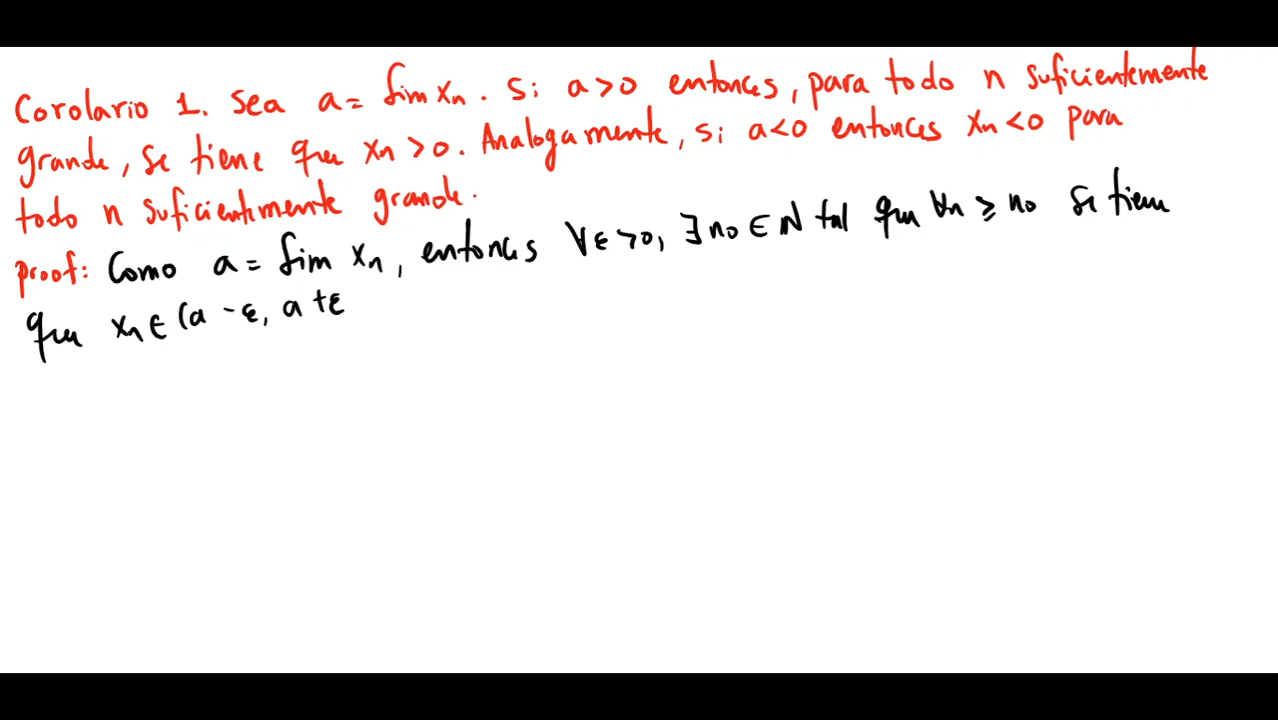 Corolario 1. Sea a = lim xn. Si a>0 entonces, para todo n suficientemente
grande, se tiene que xn >0. Analogamente, si a<0 entonces xn <0 para
todo n suficientemente grande.
proof: Como a = lim xn, entonces ∀ε>0, ∃ no ∈ N tal que ∀n ≥ no se tiene
que xn ∈ (a -ε, a +ε